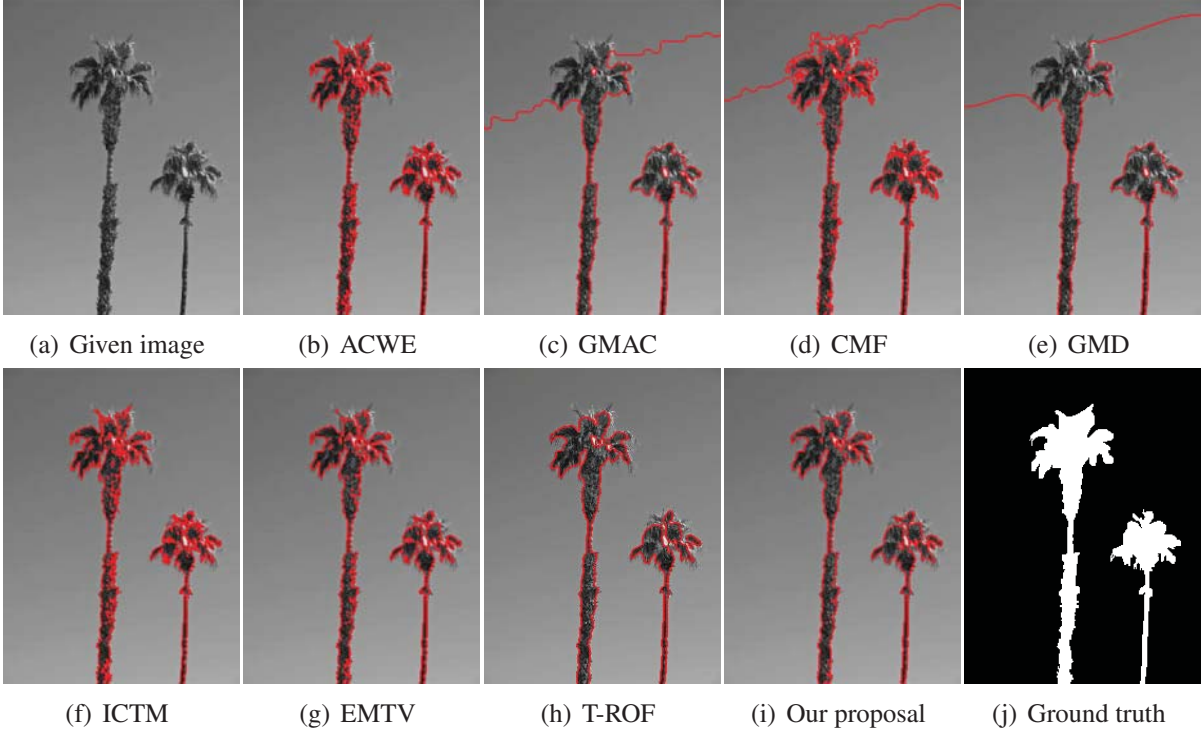 (a) Given image
(b) ACWE
(c) GMAC
(d) CMF
(e) GMD
(f) ICTM
(g) EMTV
(h) T-ROF
(i) Our proposal
(j) Ground truth